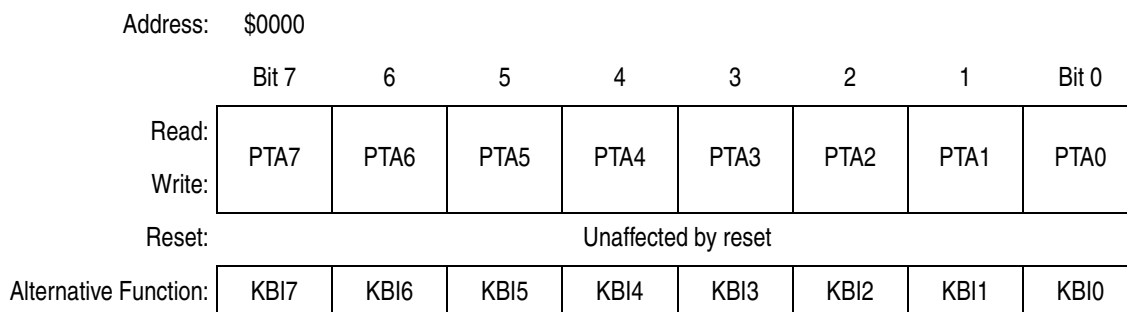 Address: $0000
Bit 7 6 5 4 3 2 1 Bit 0
Read:
PTA7 PTA6 PTA5 PTA4 PTA3 PTA2 PTA1 PTA0
Write:
Reset: Unaffected by reset
Alternative Function: KBI7 KBI6 KBI5 KBI4 KBI3 KBI2 KBI1 KBI0